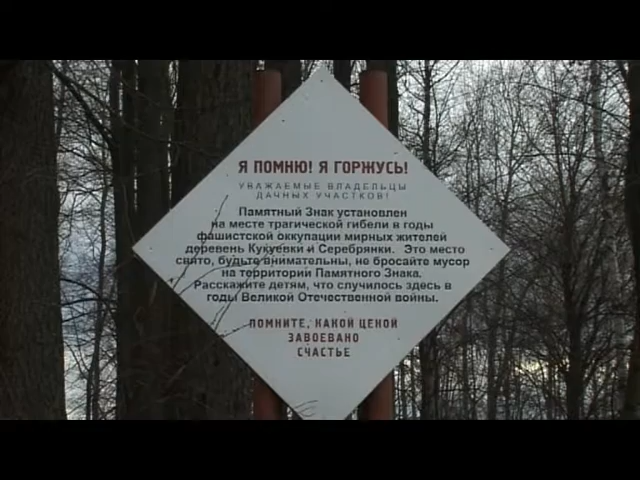 Я ПОМНЮ! Я ГОРЖУСЬ!
УВАЖАЕМЫЕ ВЛАДЕЛЬЦЫ
ДАЧНЫХ УЧАСТКОВ!
Памятный Знак установлен
на месте трагической гибели в годы
фашистской оккупации мирных жителей
деревень Кукуевки и Серебрянки. Это место
свято, будьте внимательны, не бросайте мусор
на территории Памятного Знака.
Расскажите детям, что случилось здесь в
годы Великой Отечественной войны.
ПОМНИТЕ, КАКОЙ ЦЕНОЙ
ЗАВОЕВАНО
СЧАСТЬЕ